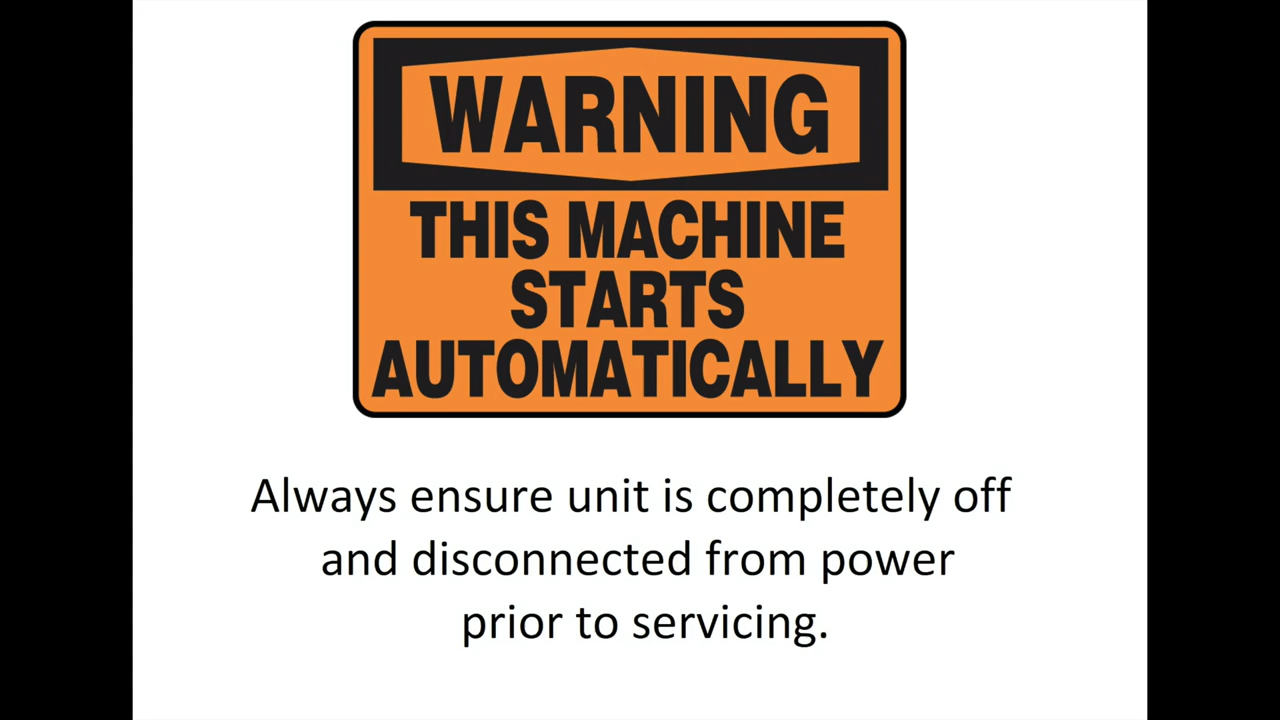 WARNING
THIS MACHINE
STARTS
AUTOMATICALLY
Always ensure unit is completely off
and disconnected from power
prior to servicing.